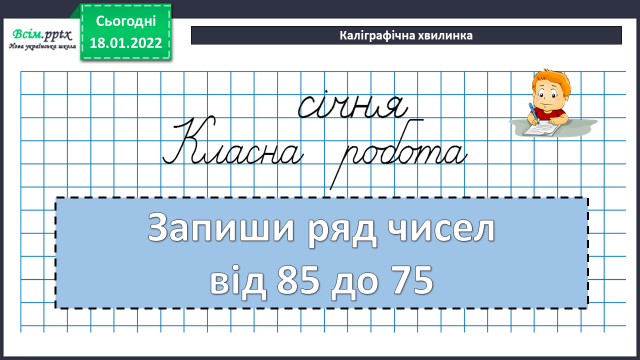 Всім.pptx
Нова українська школа
Сьогодні
18.01.2022
Каліграфічна хвилинка
січня
Класна робота
Запиши ряд чисел
від 85 до 75